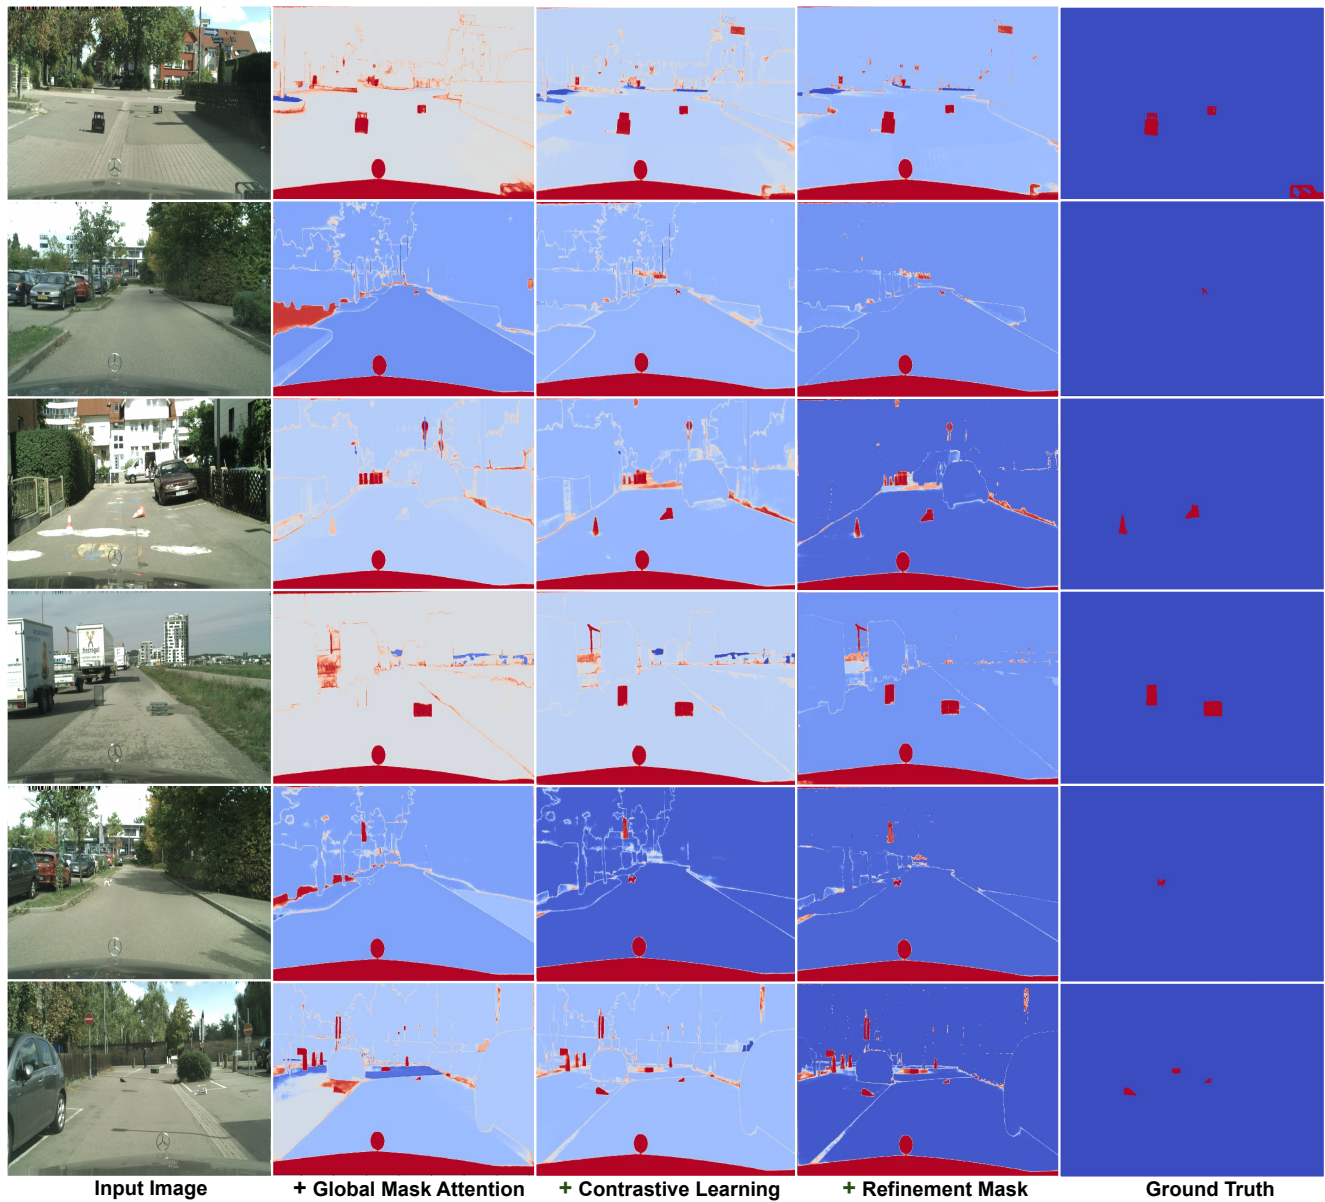 Input Image
+ Global Mask Attention
+ Contrastive Learning
+ Refinement Mask
Ground Truth